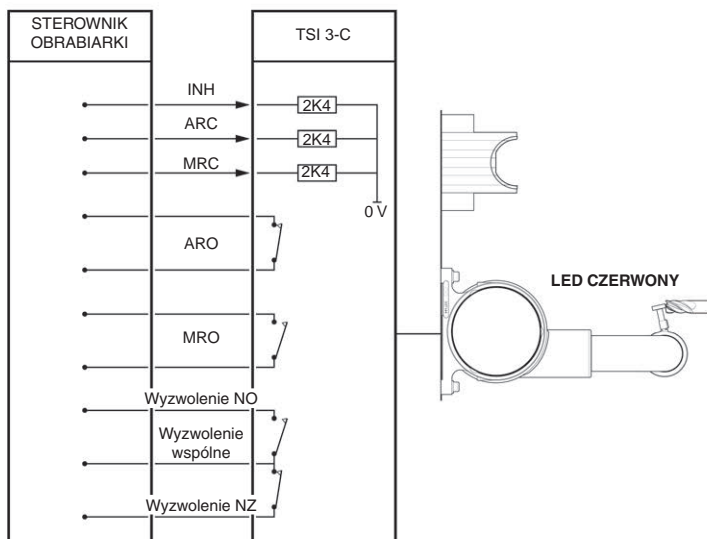 STEROWNIK
OBRABIARKI
TSI 3-C
INH
2K4
ARC
2K4
MRC
2K4
0 V
ARO
LED CZERWONY
MRO
Wyzwolenie NO
Wyzwolenie
wspólne
Wyzwolenie NZ